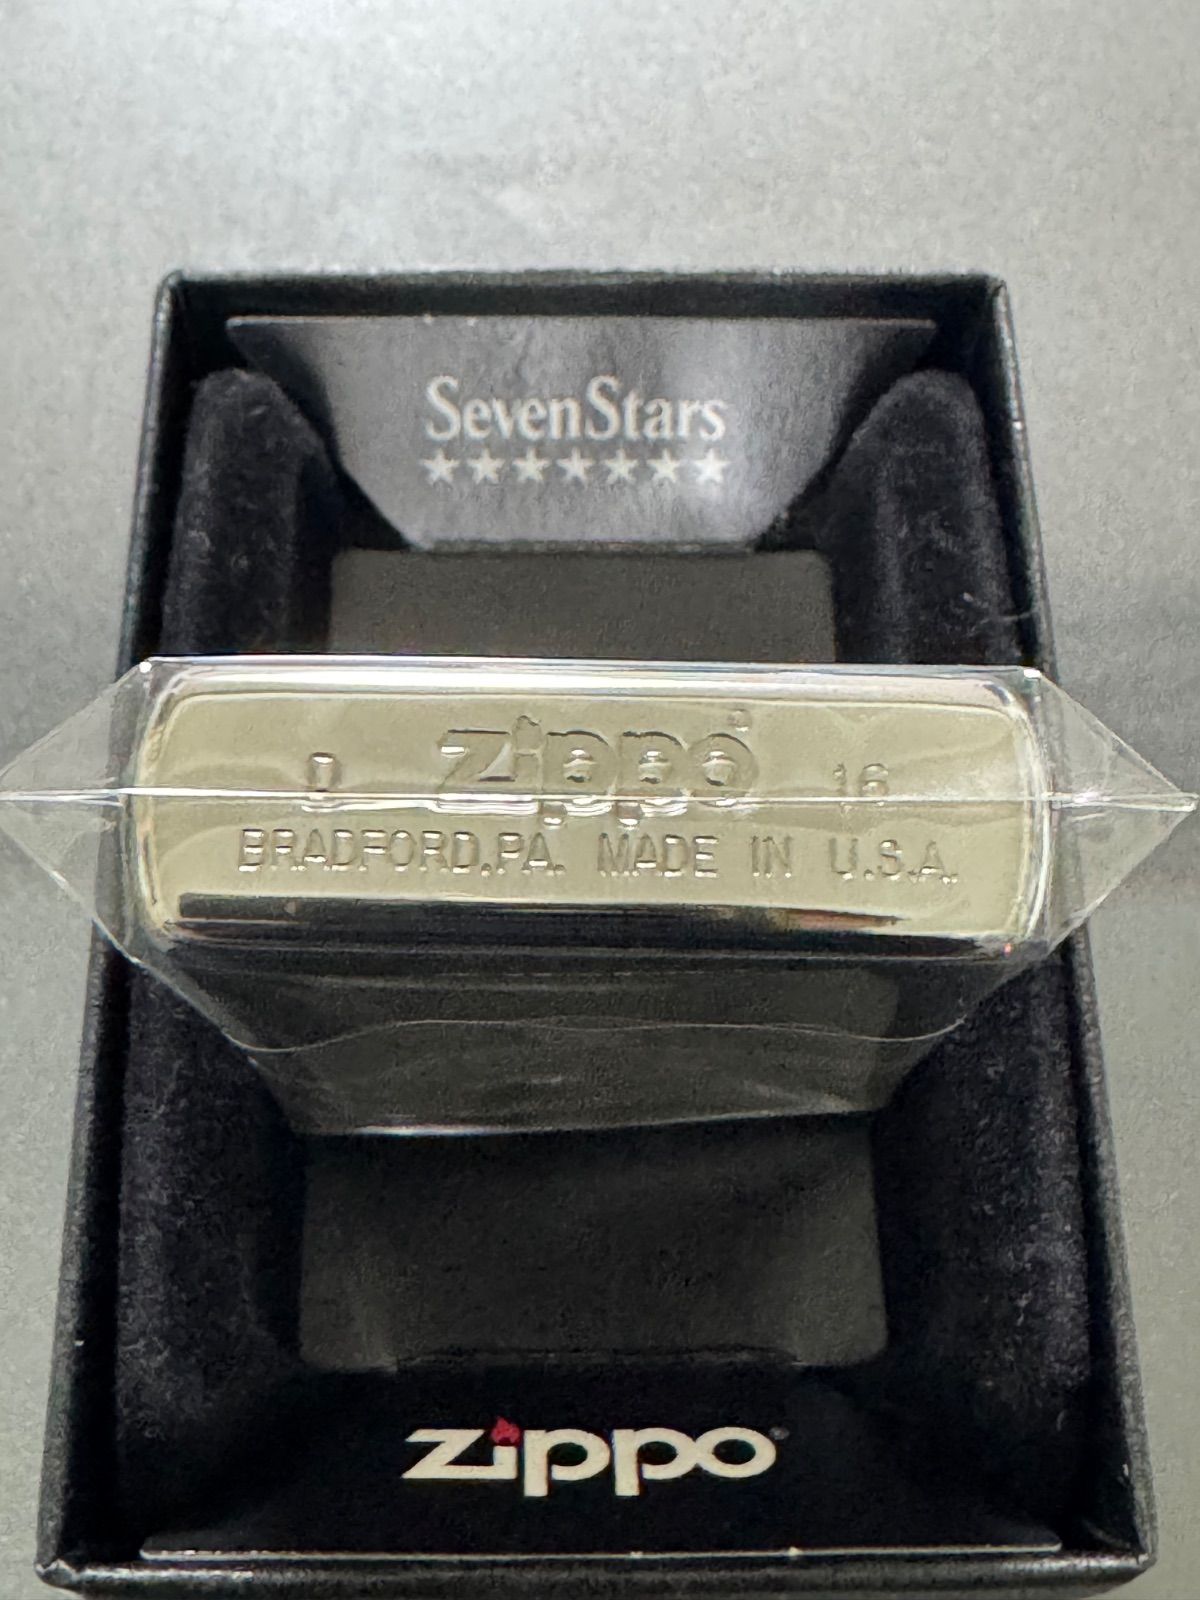 SevenStars
★★★★★★★
D zippo® 16
BRADFORD,PA. MADE IN U.S.A.
zippo